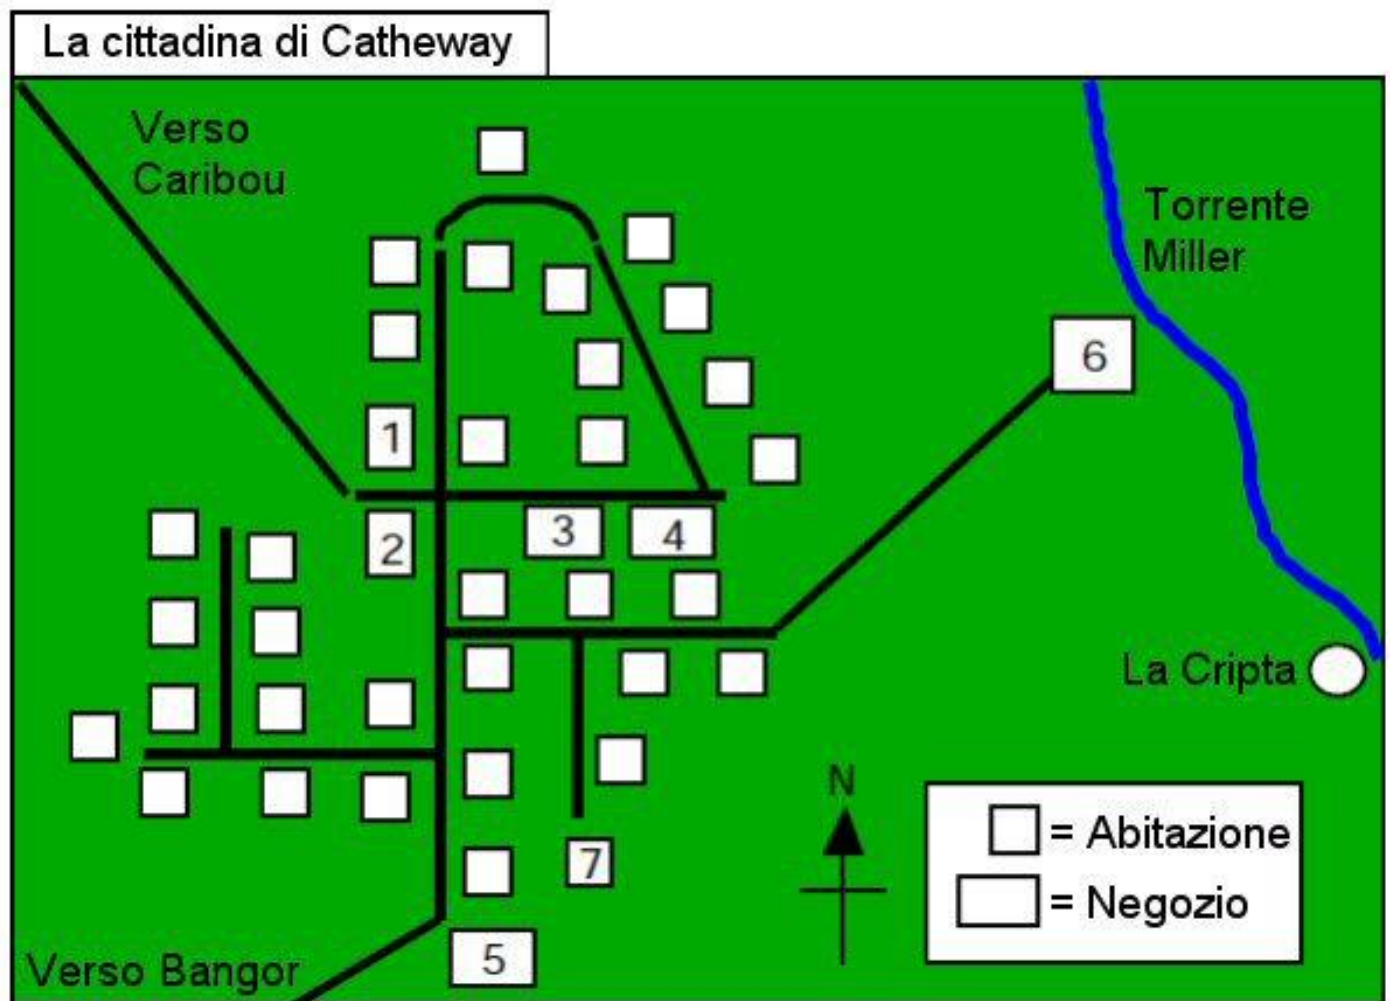 La cittadina di Catheway
Verso
Caribou
Torrente
Miller
6
1
2
3
4
La Cripta
N
= Abitazione
7
= Negozio
5
Verso Bangor